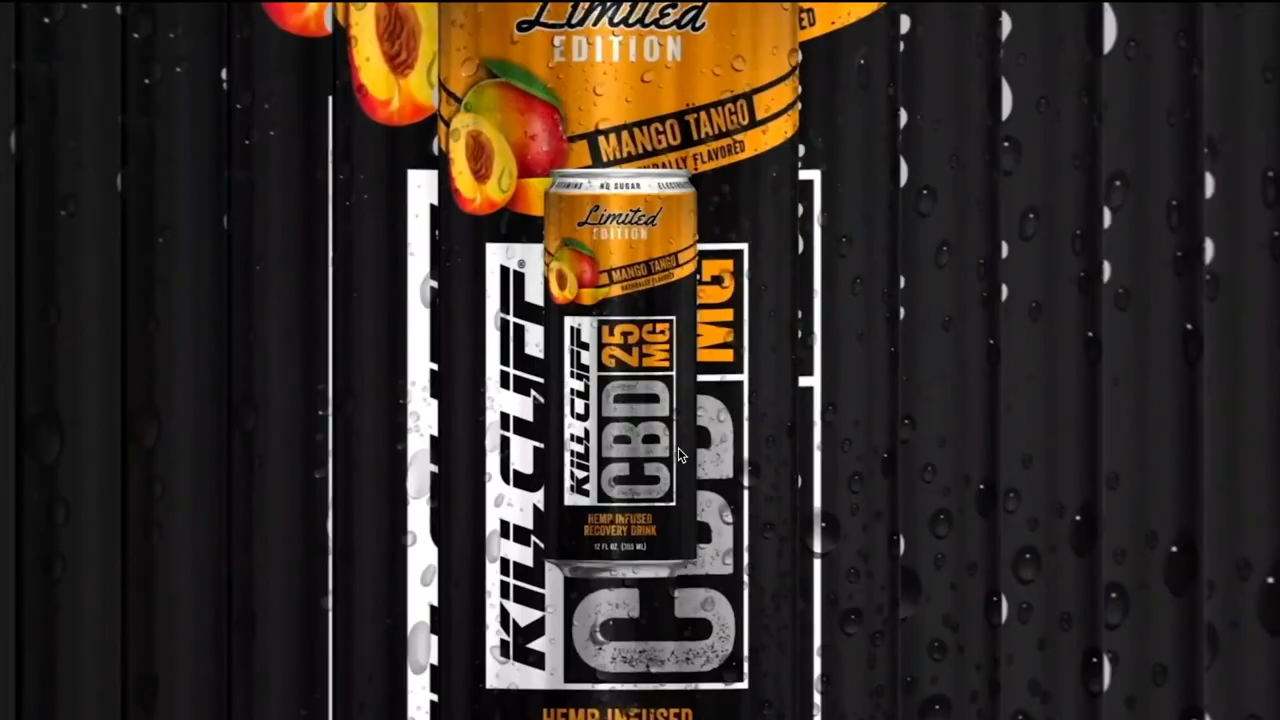 Limited
EDITION
ED
MANGO TANGO
NATURALLY FLAVORED
NO SUGAR
Limited
EDITION
MANGO TANGO
NATURALLY FLAVORED
KILL CLIFF®
CBD
MG
KILL CLIFF
CBD
25 MG
HEMP INFUSED
RECOVERY DRINK
12 FL OZ. (355 ML)
HEMP INFUSED